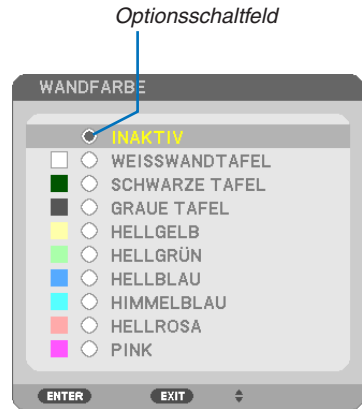 Optionsschaltfeld
WANDFARBE
INAKTIV
WEISSWANDTAFEL
SCHWARZE TAFEL
GRAUE TAFEL
HELLGELB
HELLGRÜN
HELLBLAU
HIMMELBLAU
HELLROSA
PINK
ENTER EXIT